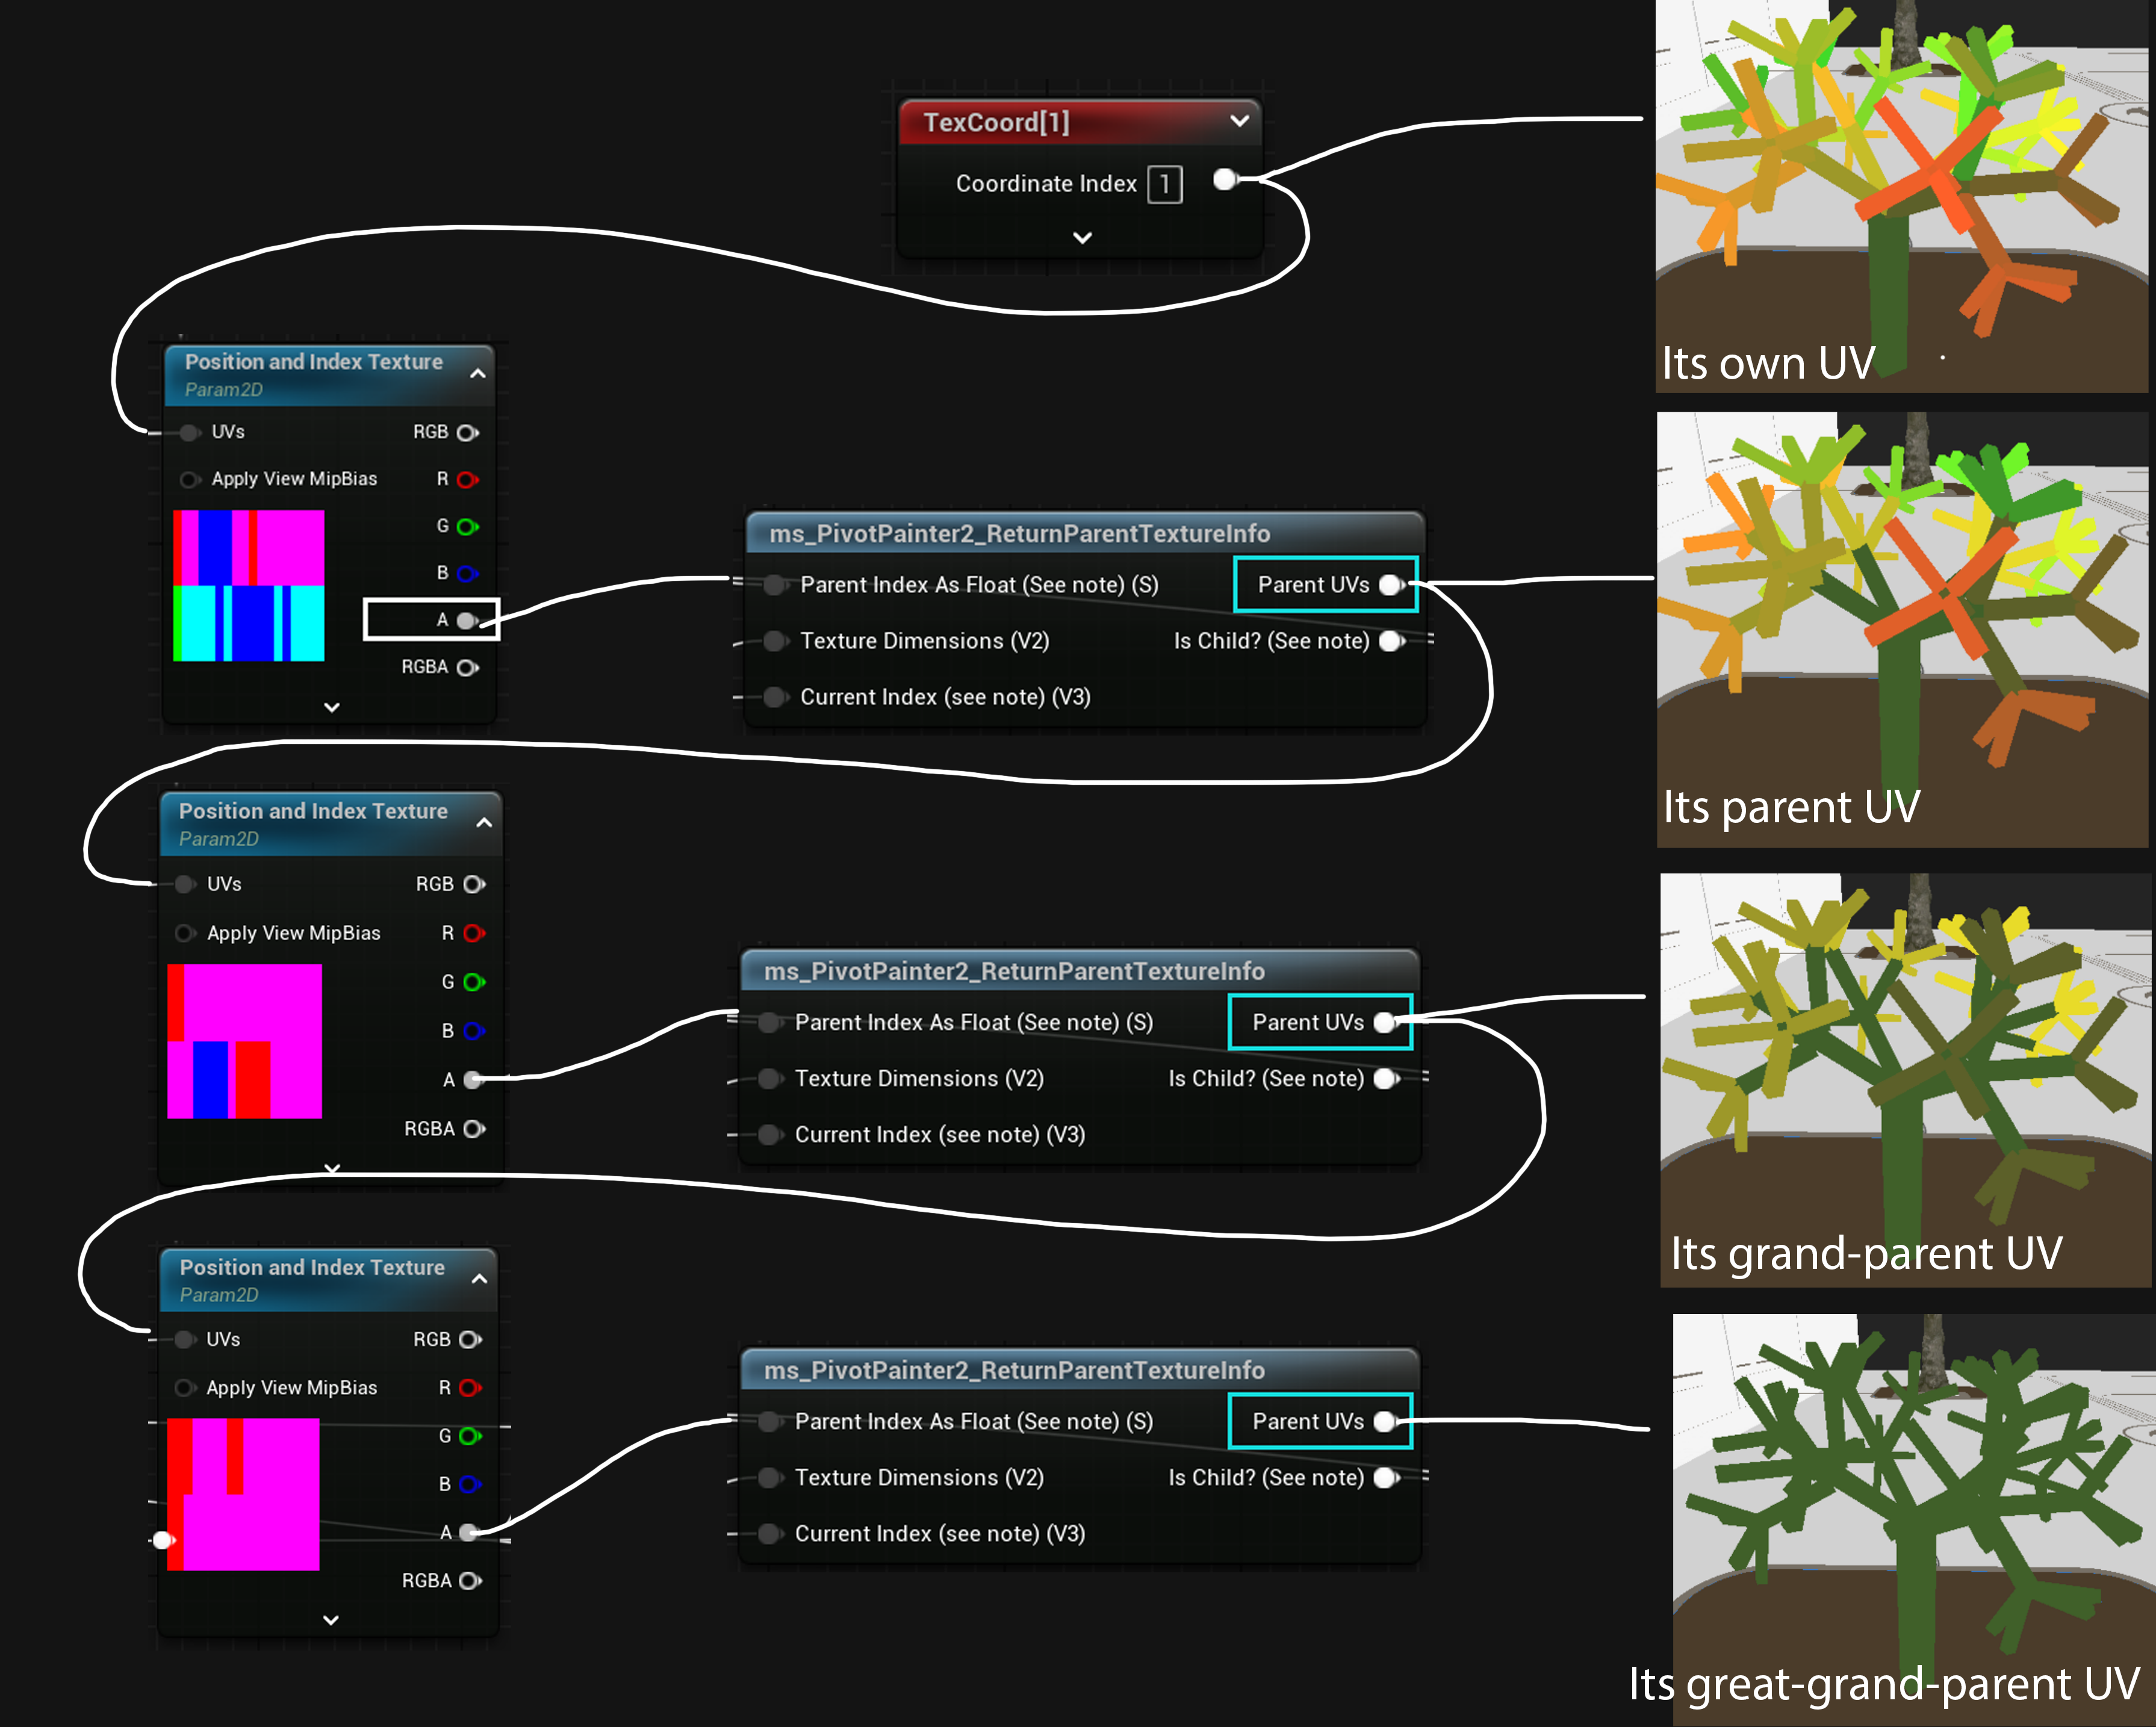 TexCoord[1]
Coordinate Index 1
Its own UV
Position and Index Texture
Param2D
UVs RGB
Apply View MipBias R
G
B
A
RGBA
ms_PivotPainter2_ReturnParentTextureInfo
Parent Index As Float (See note) (S) Parent UVs
Texture Dimensions (V2) Is Child? (See note)
Current Index (see note) (V3)
Its parent UV
Position and Index Texture
Param2D
UVs RGB
Apply View MipBias R
G
B
A
RGBA
ms_PivotPainter2_ReturnParentTextureInfo
Parent Index As Float (See note) (S) Parent UVs
Texture Dimensions (V2) Is Child? (See note)
Current Index (see note) (V3)
Its grand-parent UV
Position and Index Texture
Param2D
UVs RGB
Apply View MipBias R
G
B
A
RGBA
ms_PivotPainter2_ReturnParentTextureInfo
Parent Index As Float (See note) (S) Parent UVs
Texture Dimensions (V2) Is Child? (See note)
Current Index (see note) (V3)
Its great-grand-parent UV